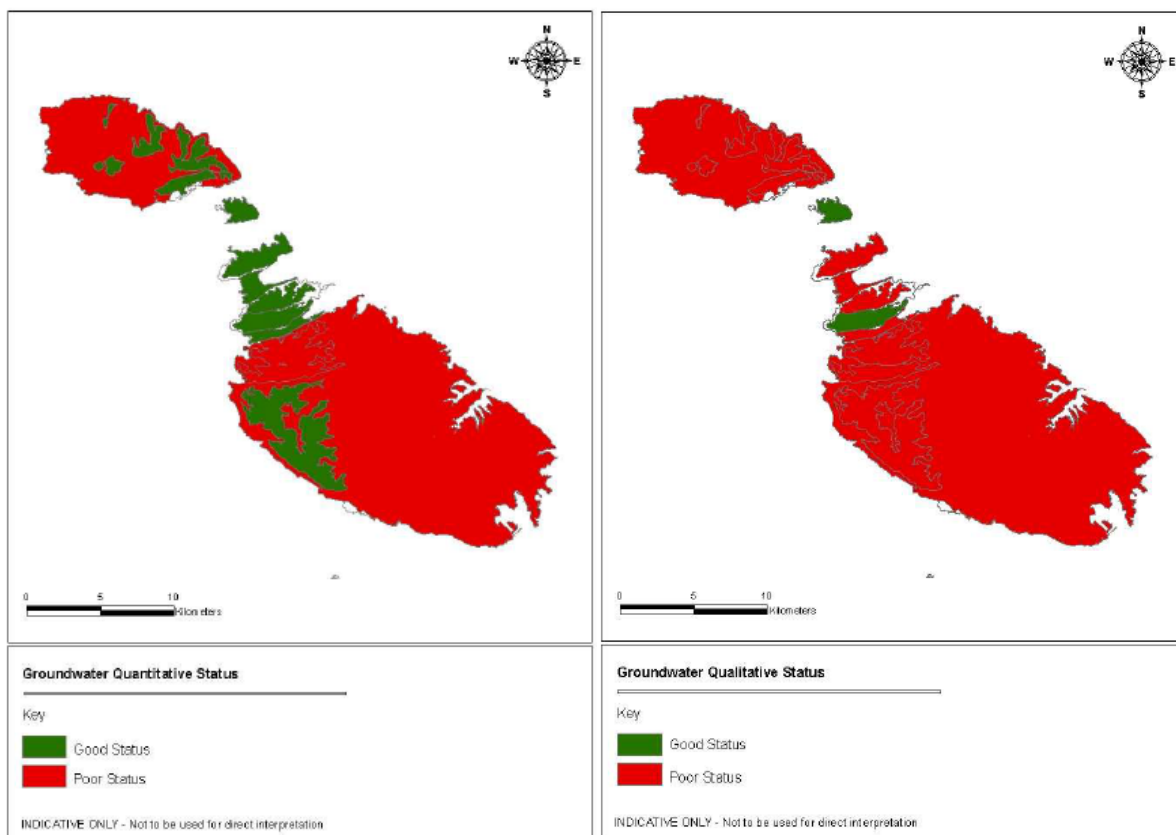 N
W E
S
0 5 10
Kilometers
Groundwater Quantitative Status
Key
Good Status
Poor Status
INDICATIVE ONLY - Not to be used for direct interpretation
N
W E
S
0 5 10
Kilometers
Groundwater Qualitative Status
Key
Good Status
Poor Status
INDICATIVE ONLY - Not to be used for direct interpretation